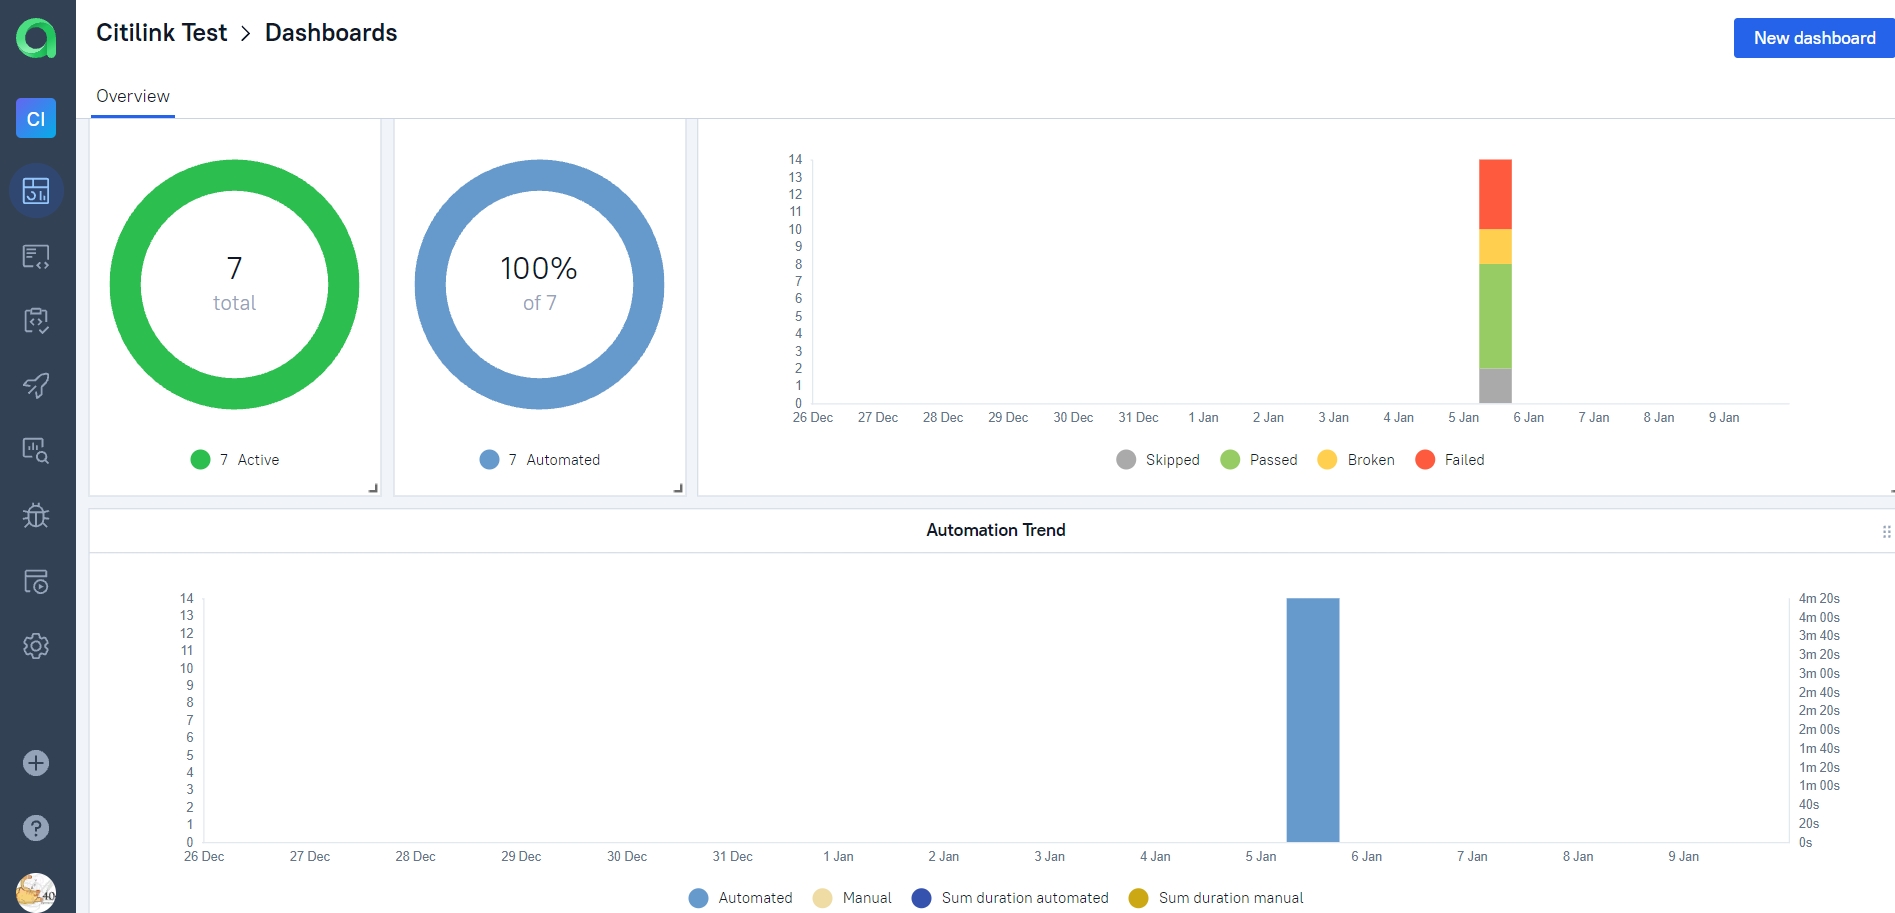 Citilink Test > Dashboards
New dashboard
CI
Overview
7
total
7 Active
100%
of 7
7 Automated
14
13
12
11
10
9
8
7
6
5
4
3
2
1
0
26 Dec 27 Dec 28 Dec 29 Dec 30 Dec 31 Dec 1 Jan 2 Jan 3 Jan 4 Jan 5 Jan 6 Jan 7 Jan 8 Jan 9 Jan
Skipped Passed Broken Failed
Automation Trend
14 4m 20s
13 4m 00s
12 3m 40s
11 3m 20s
10 3m 00s
9 2m 40s
8 2m 20s
7 2m 00s
6 1m 40s
5 1m 20s
4 1m 00s
3 40s
2 20s
1
0 0s
26 Dec 27 Dec 28 Dec 29 Dec 30 Dec 31 Dec 1 Jan 2 Jan 3 Jan 4 Jan 5 Jan 6 Jan 7 Jan 8 Jan 9 Jan
Automated Manual Sum duration automated Sum duration manual